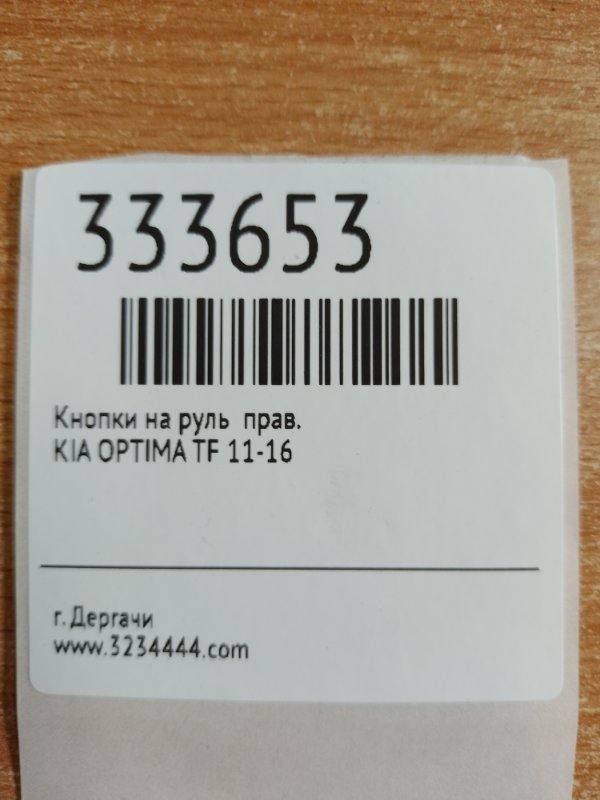 333653
Кнопки на руль прав.
KIA OPTIMA TF 11-16
г. Дергачи
www.3234444.com